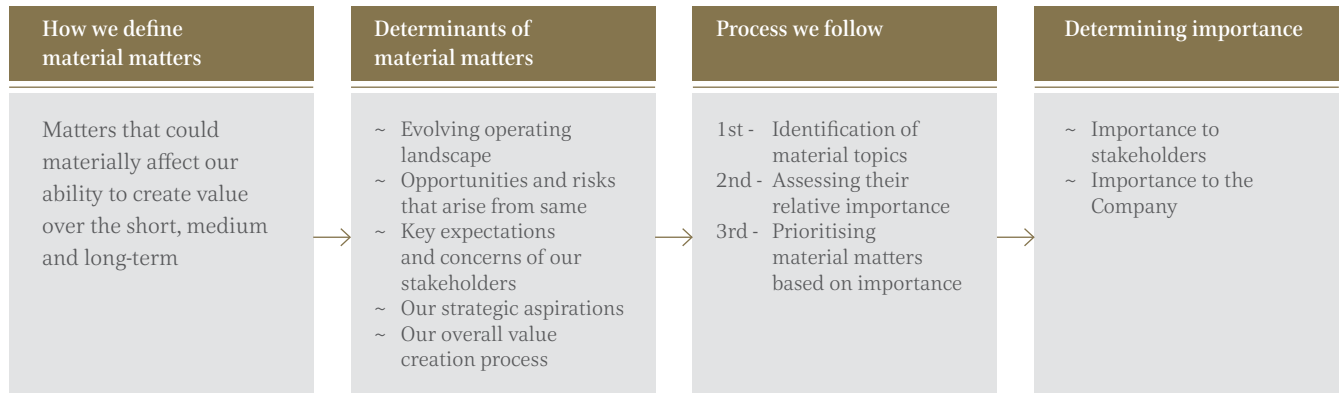 How we define
material matters
Matters that could
materially affect our
ability to create value
over the short, medium
and long-term
Determinants of
material matters
~ Evolving operating
landscape
~ Opportunities and risks
that arise from same
~ Key expectations
and concerns of our
stakeholders
~ Our strategic aspirations
~ Our overall value
creation process
Process we follow
1st - Identification of
material topics
2nd - Assessing their
relative importance
3rd - Prioritising
material matters
based on importance
Determining importance
~ Importance to
stakeholders
~ Importance to the
Company